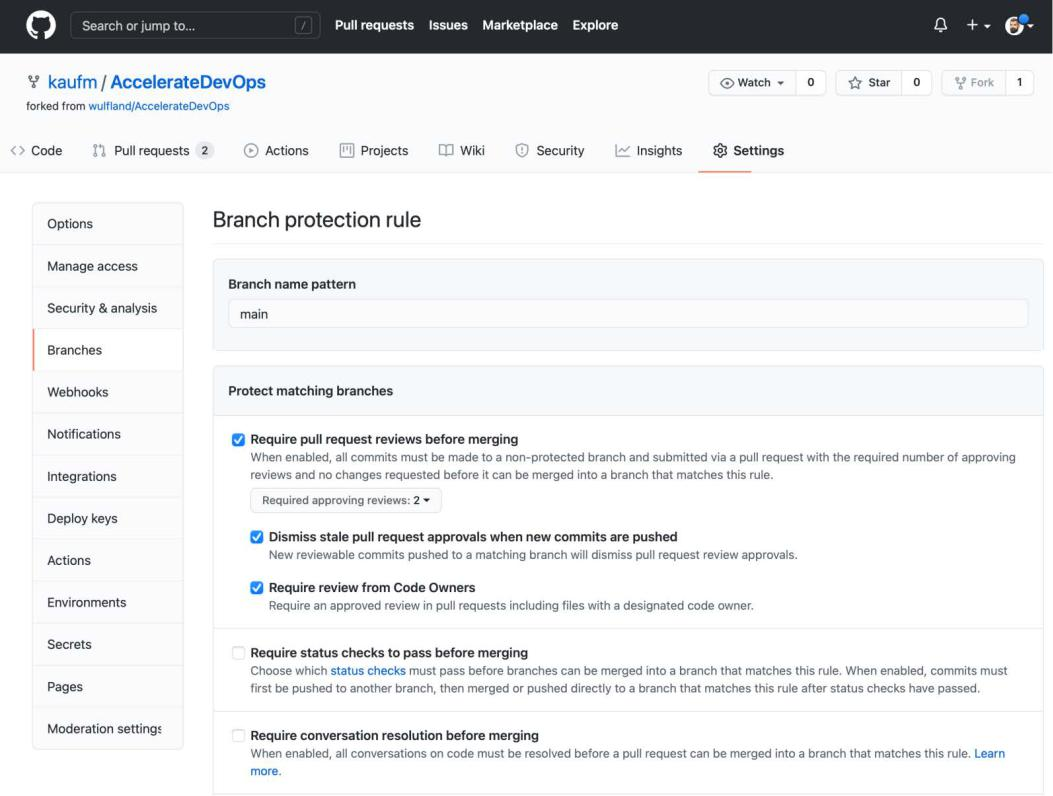 Search or jump to... / Pull requests Issues Marketplace Explore
kaufm / AccelerateDevOps Watch 0 Star 0 Fork 1
forked from wulfland/AccelerateDevOps
Code Pull requests 2 Actions Projects Wiki Security Insights Settings
Options
Manage access
Security & analysis
Branches
Webhooks
Notifications
Integrations
Deploy keys
Actions
Environments
Secrets
Pages
Moderation settings
Branch protection rule
Branch name pattern
main
Protect matching branches
Require pull request reviews before merging
When enabled, all commits must be made to a non-protected branch and submitted via a pull request with the required number of approving
reviews and no changes requested before it can be merged into a branch that matches this rule.
Required approving reviews: 2
Dismiss stale pull request approvals when new commits are pushed
New reviewable commits pushed to a matching branch will dismiss pull request review approvals.
Require review from Code Owners
Require an approved review in pull requests including files with a designated code owner.
Require status checks to pass before merging
Choose which status checks must pass before branches can be merged into a branch that matches this rule. When enabled, commits must
first be pushed to another branch, then merged or pushed directly to a branch that matches this rule after status checks have passed.
Require conversation resolution before merging
When enabled, all conversations on code must be resolved before a pull request can be merged into a branch that matches this rule. Learn
more.